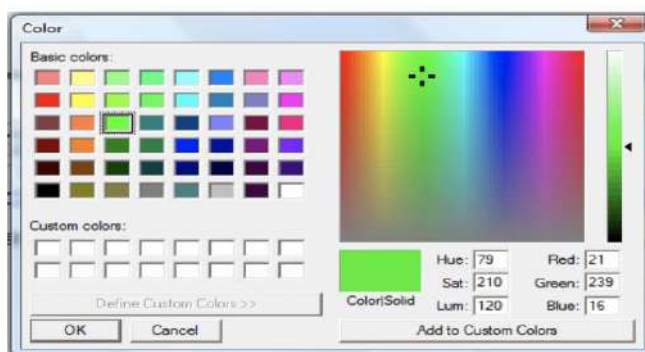 Color
Basic colors:
Custom colors:
Define Custom Colors >>
OK Cancel
Color|Solid
Hue: 79 Red: 21
Sat: 210 Green: 239
Lum: 120 Blue: 16
Add to Custom Colors